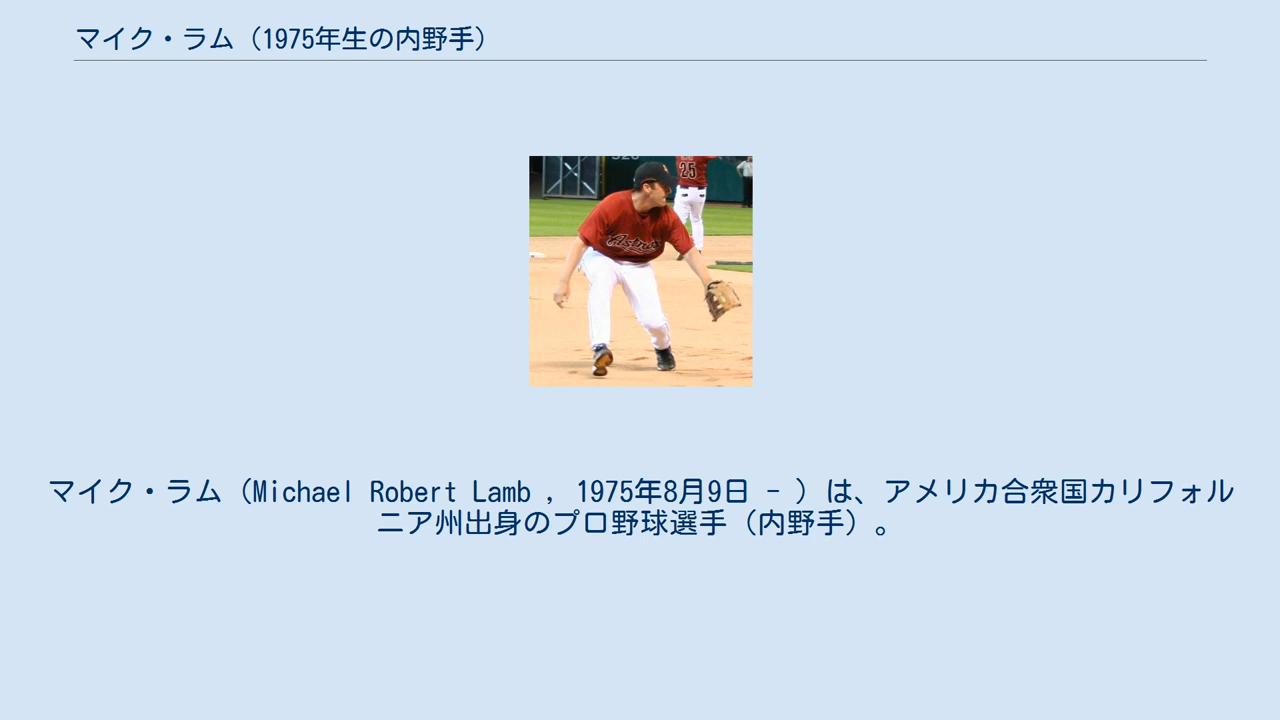 マイク・ラム（1975年生の内野手）
25
Astros
マイク・ラム（Michael Robert Lamb , 1975年8月9日 - ）は、アメリカ合衆国カリフォル
ニア州出身のプロ野球選手（内野手）。